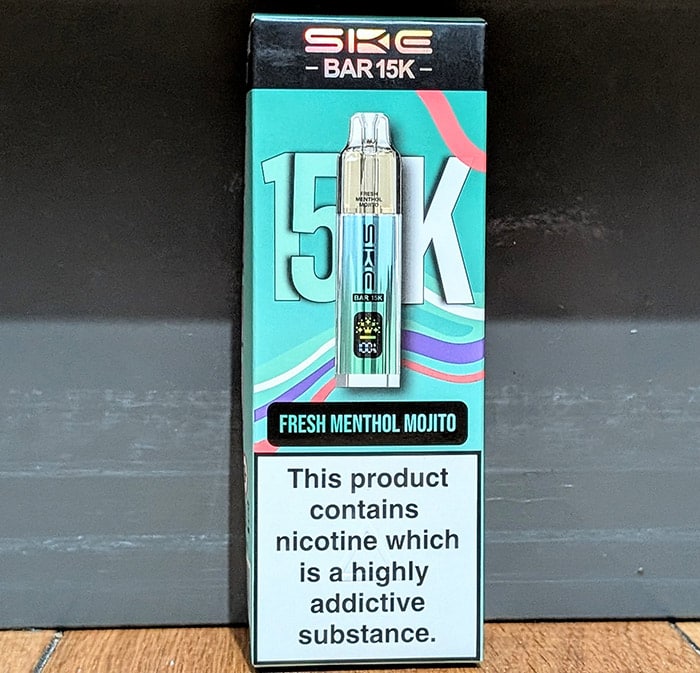 SKE
BAR 15K
15K
FRESH
MENTHOL
MOJITO
SKE
BAR 15K
100%
FRESH MENTHOL MOJITO
This product
contains
nicotine which
is a highly
addictive
substance.